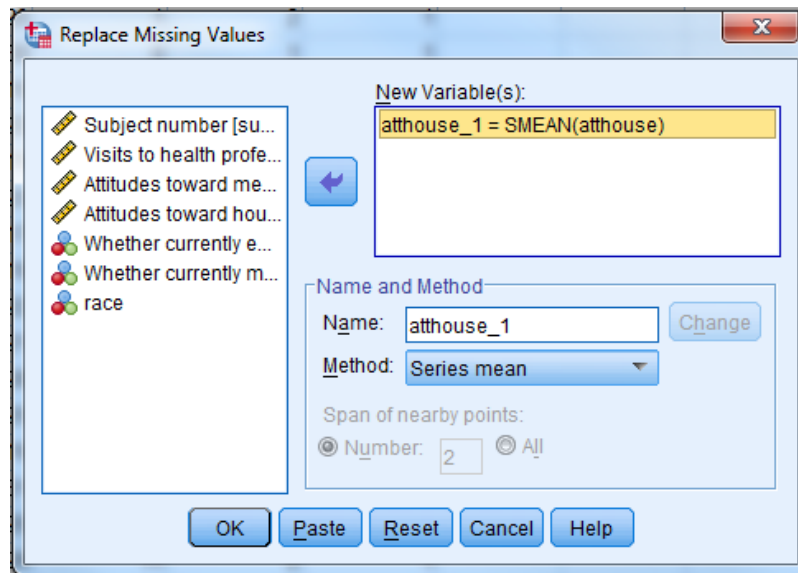 Replace Missing Values
X
New Variable(s):
Subject number [su...
Visits to health profe...
Attitudes toward me...
Attitudes toward hou...
Whether currently e...
Whether currently m...
race
atthouse_1 = SMEAN(atthouse)
Name and Method
Name: atthouse_1 Change
Method: Series mean
Span of nearby points:
Number: 2 All
OK Paste Reset Cancel Help